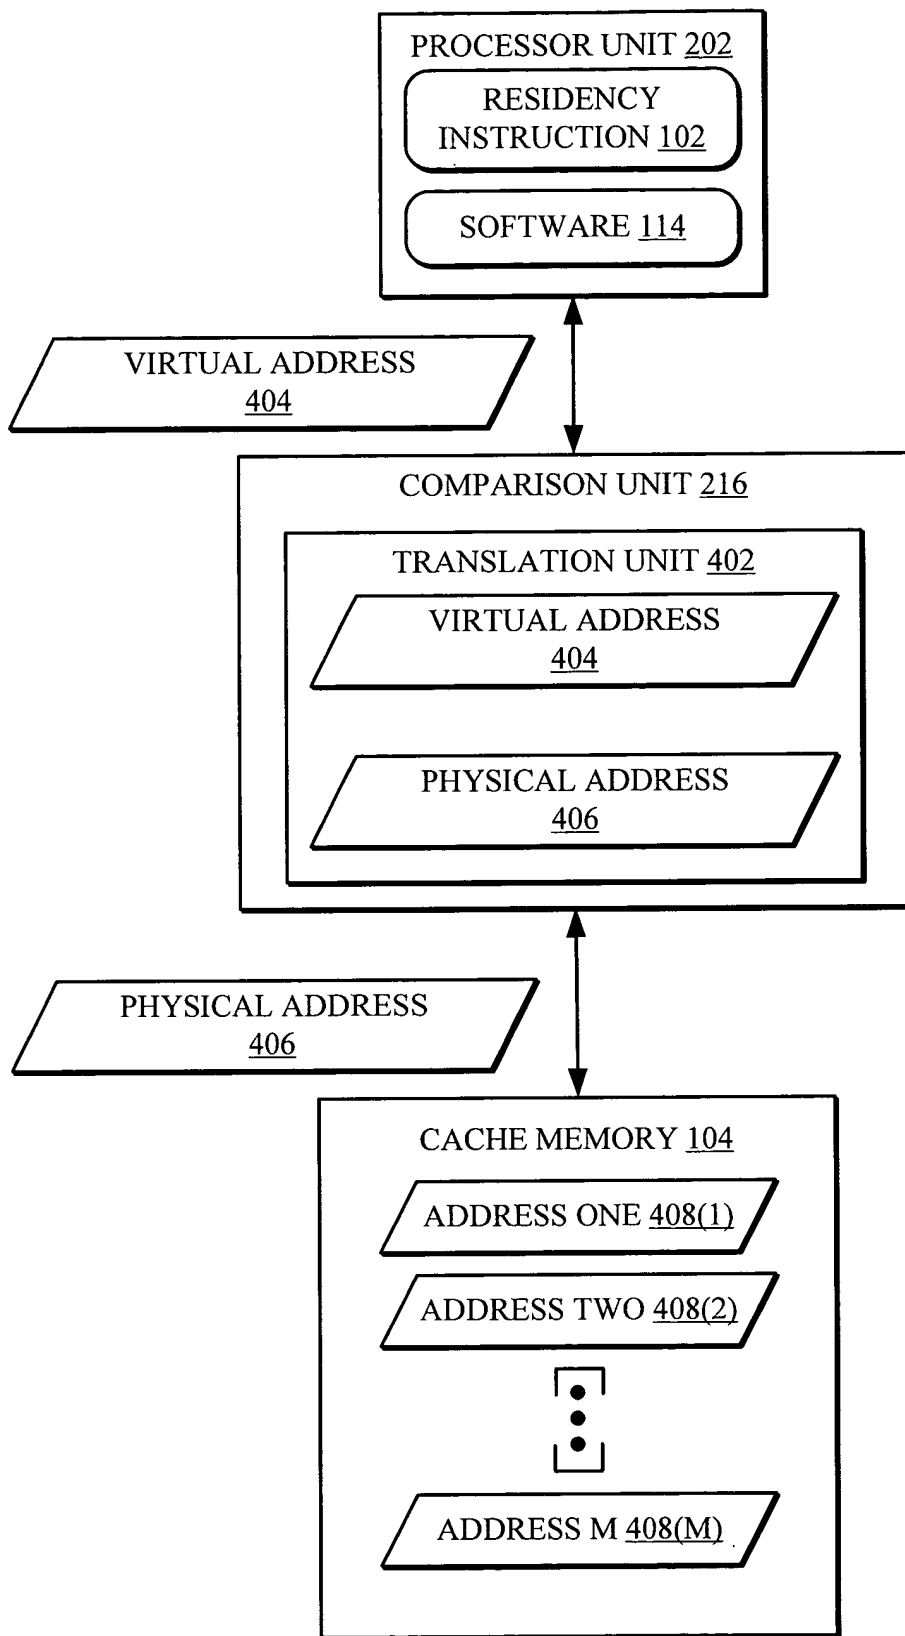 PROCESSOR UNIT 202
RESIDENCY
INSTRUCTION 102
SOFTWARE 114
VIRTUAL ADDRESS
404
COMPARISON UNIT 216
TRANSLATION UNIT 402
VIRTUAL ADDRESS
404
PHYSICAL ADDRESS
406
PHYSICAL ADDRESS
406
CACHE MEMORY 104
ADDRESS ONE 408(1)
ADDRESS TWO 408(2)
ADDRESS M 408(M)